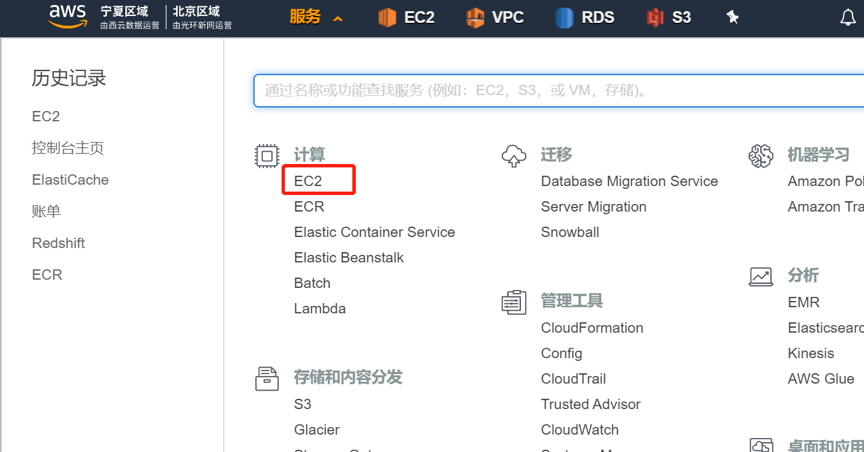 aws 宁夏区域 北京区域 服务 EC2 VPC RDS S3
由西云数据运营 由光环新网运营
历史记录
EC2
控制台主页
ElastiCache
账单
Redshift
ECR
通过名称或功能查找服务 (例如：EC2，S3，或 VM，存储)。
计算
EC2
ECR
Elastic Container Service
Elastic Beanstalk
Batch
Lambda
存储和内容分发
S3
Glacier
迁移
Database Migration Service
Server Migration
Snowball
管理工具
CloudFormation
Config
CloudTrail
Trusted Advisor
CloudWatch
机器学习
Amazon Pol
Amazon Tra
分析
EMR
Elasticsearc
Kinesis
AWS Glue
桌面和应用